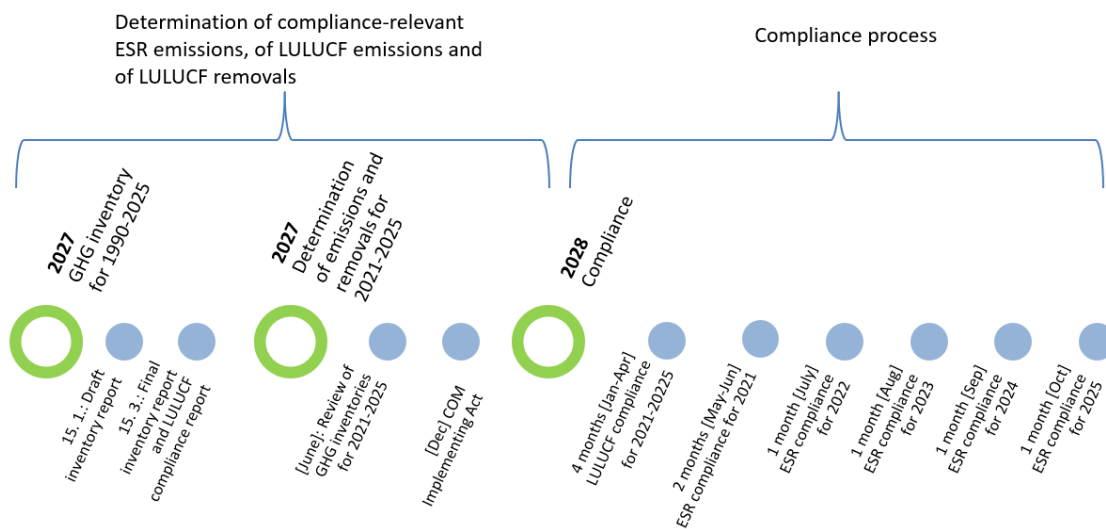 Determination of compliance-relevant
ESR emissions, of LULUCF emissions and
of LULUCF removals
Compliance process
2027
GHG inventory
for 1990-2025
2027
Determination
of emissions and
removals for
2021-2025
2028
Compliance
15. 1.: Draft
inventory report
15. 3.: Final
inventory report
and LULUCF
compliance report
[June]: Review of
GHG inventories
for 2021-2025
[Dec] COM
Implementing Act
4 months [Jan-Apr]
LULUCF compliance
for 2021-20225
2 months [May-Jun]
ESR compliance for 2021
1 month [July]
ESR compliance
for 2022
1 month [Aug]
ESR compliance
for 2023
1 month [Sep]
ESR compliance
for 2024
1 month [Oct]
ESR compliance
for 2025